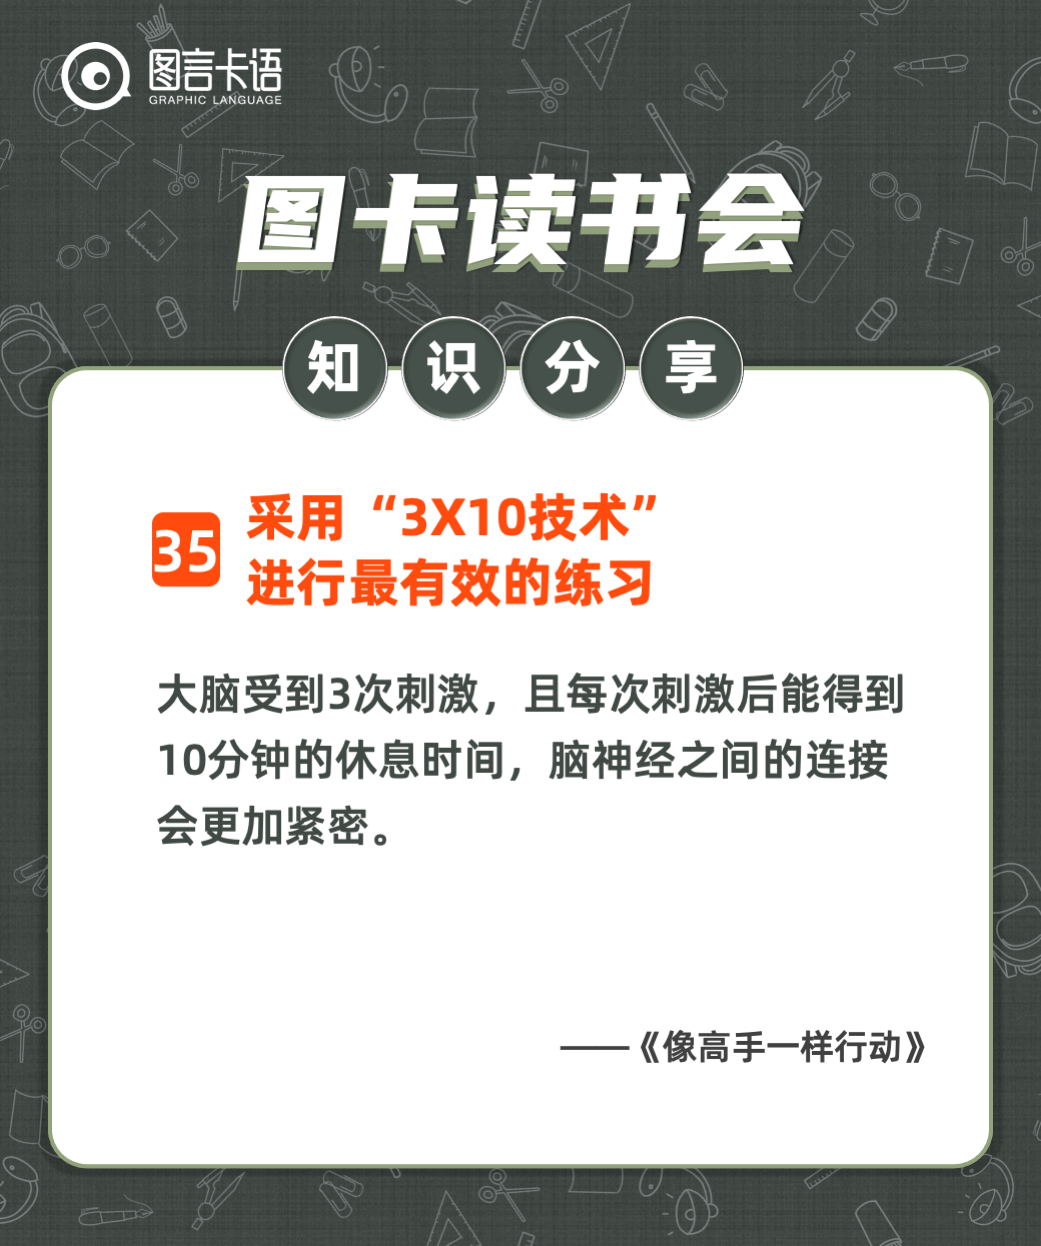 图言卡语
GRAPHIC LANGUAGE
图卡读书会
知识分享
35
采用“3X10技术”
进行最有效的练习
大脑受到3次刺激，且每次刺激后能得到
10分钟的休息时间，脑神经之间的连接
会更加紧密。
——《像高手一样行动》